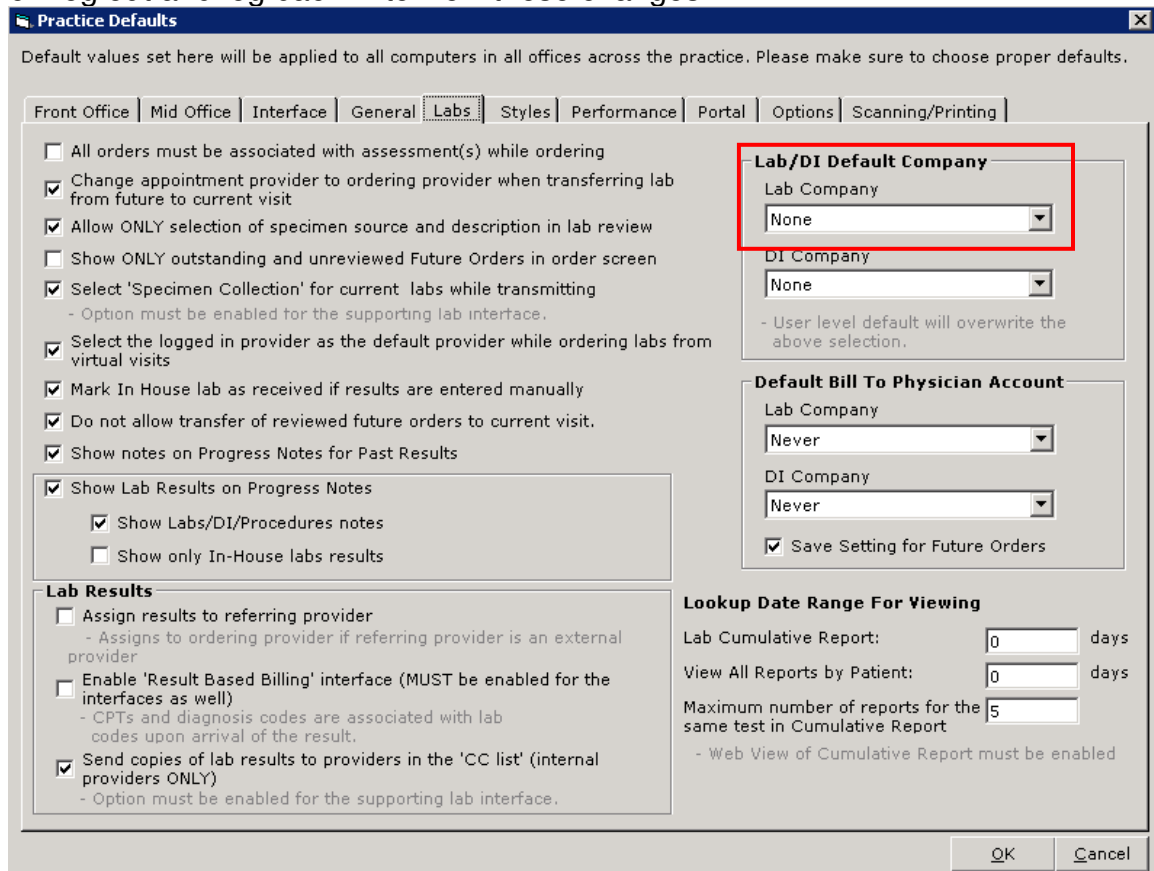 Practice Defaults
Default values set here will be applied to all computers in all offices across the practice. Please make sure to choose proper defaults.
Front Office Mid Office Interface General Labs Styles Performance Portal Options Scanning/Printing
All orders must be associated with assessment(s) while ordering
Change appointment provider to ordering provider when transferring lab
from future to current visit
Allow ONLY selection of specimen source and description in lab review
Show ONLY outstanding and unreviewed Future Orders in order screen
Select 'Specimen Collection' for current labs while transmitting
- Option must be enabled for the supporting lab interface.
Select the logged in provider as the default provider while ordering labs from
virtual visits
Mark In House lab as received if results are entered manually
Do not allow transfer of reviewed future orders to current visit.
Show notes on Progress Notes for Past Results
Show Lab Results on Progress Notes
Show Labs/DI/Procedures notes
Show only In-House labs results
Lab Results
Assign results to referring provider
- Assigns to ordering provider if referring provider is an external
provider
Enable 'Result Based Billing' interface (MUST be enabled for the
interfaces as well)
- CPTs and diagnosis codes are associated with lab
codes upon arrival of the result.
Send copies of lab results to providers in the 'CC list' (internal
providers ONLY)
- Option must be enabled for the supporting lab interface.
Lab/DI Default Company
Lab Company
None
DI Company
None
- User level default will overwrite the
above selection.
Default Bill To Physician Account
Lab Company
Never
DI Company
Never
Save Setting for Future Orders
Lookup Date Range For Viewing
Lab Cumulative Report: 0 days
View All Reports by Patient: 0 days
Maximum number of reports for the 5
same test in Cumulative Report
- Web View of Cumulative Report must be enabled
OK Cancel